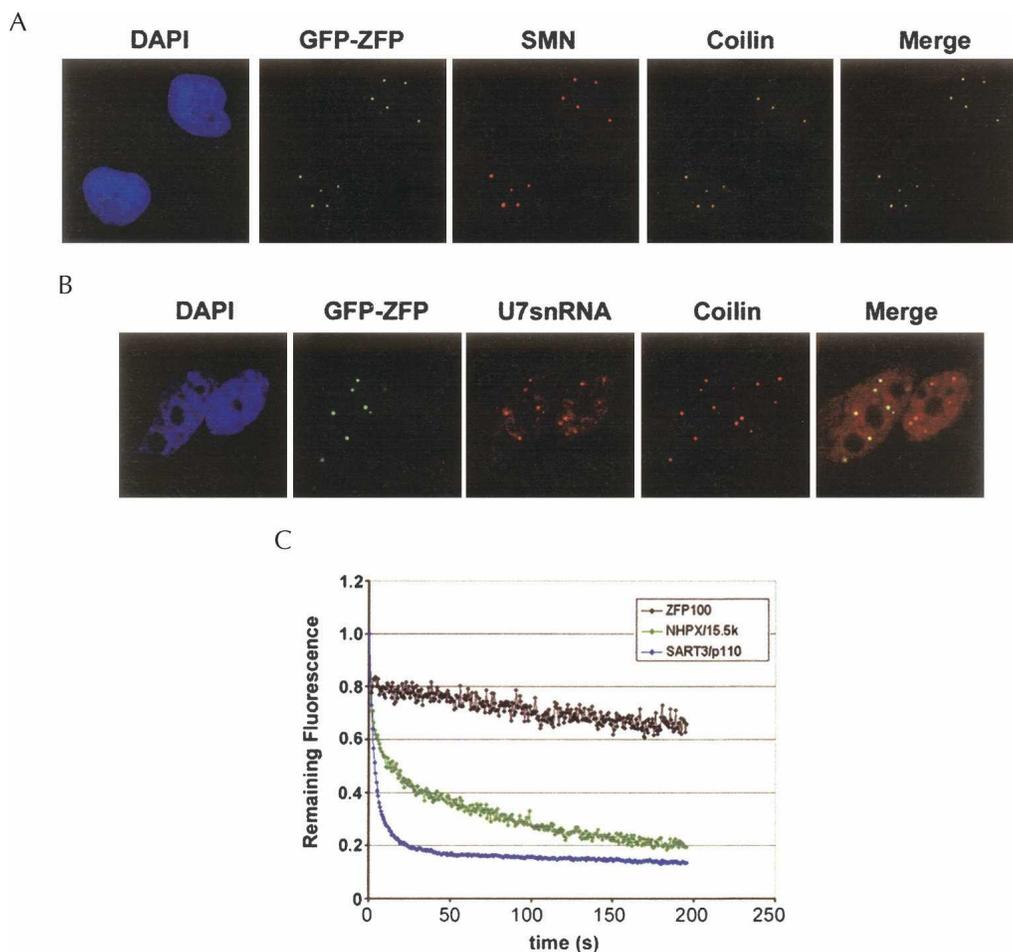 A
DAPI GFP-ZFP SMN Coilin Merge
B
DAPI GFP-ZFP U7snRNA Coilin Merge
C
1.2
1.0
0.8
0.6
0.4
0.2
0
Remaining Fluorescence
ZFP100
NHPX/15.5k
SART3/p110
0 50 100 150 200 250
time (s)